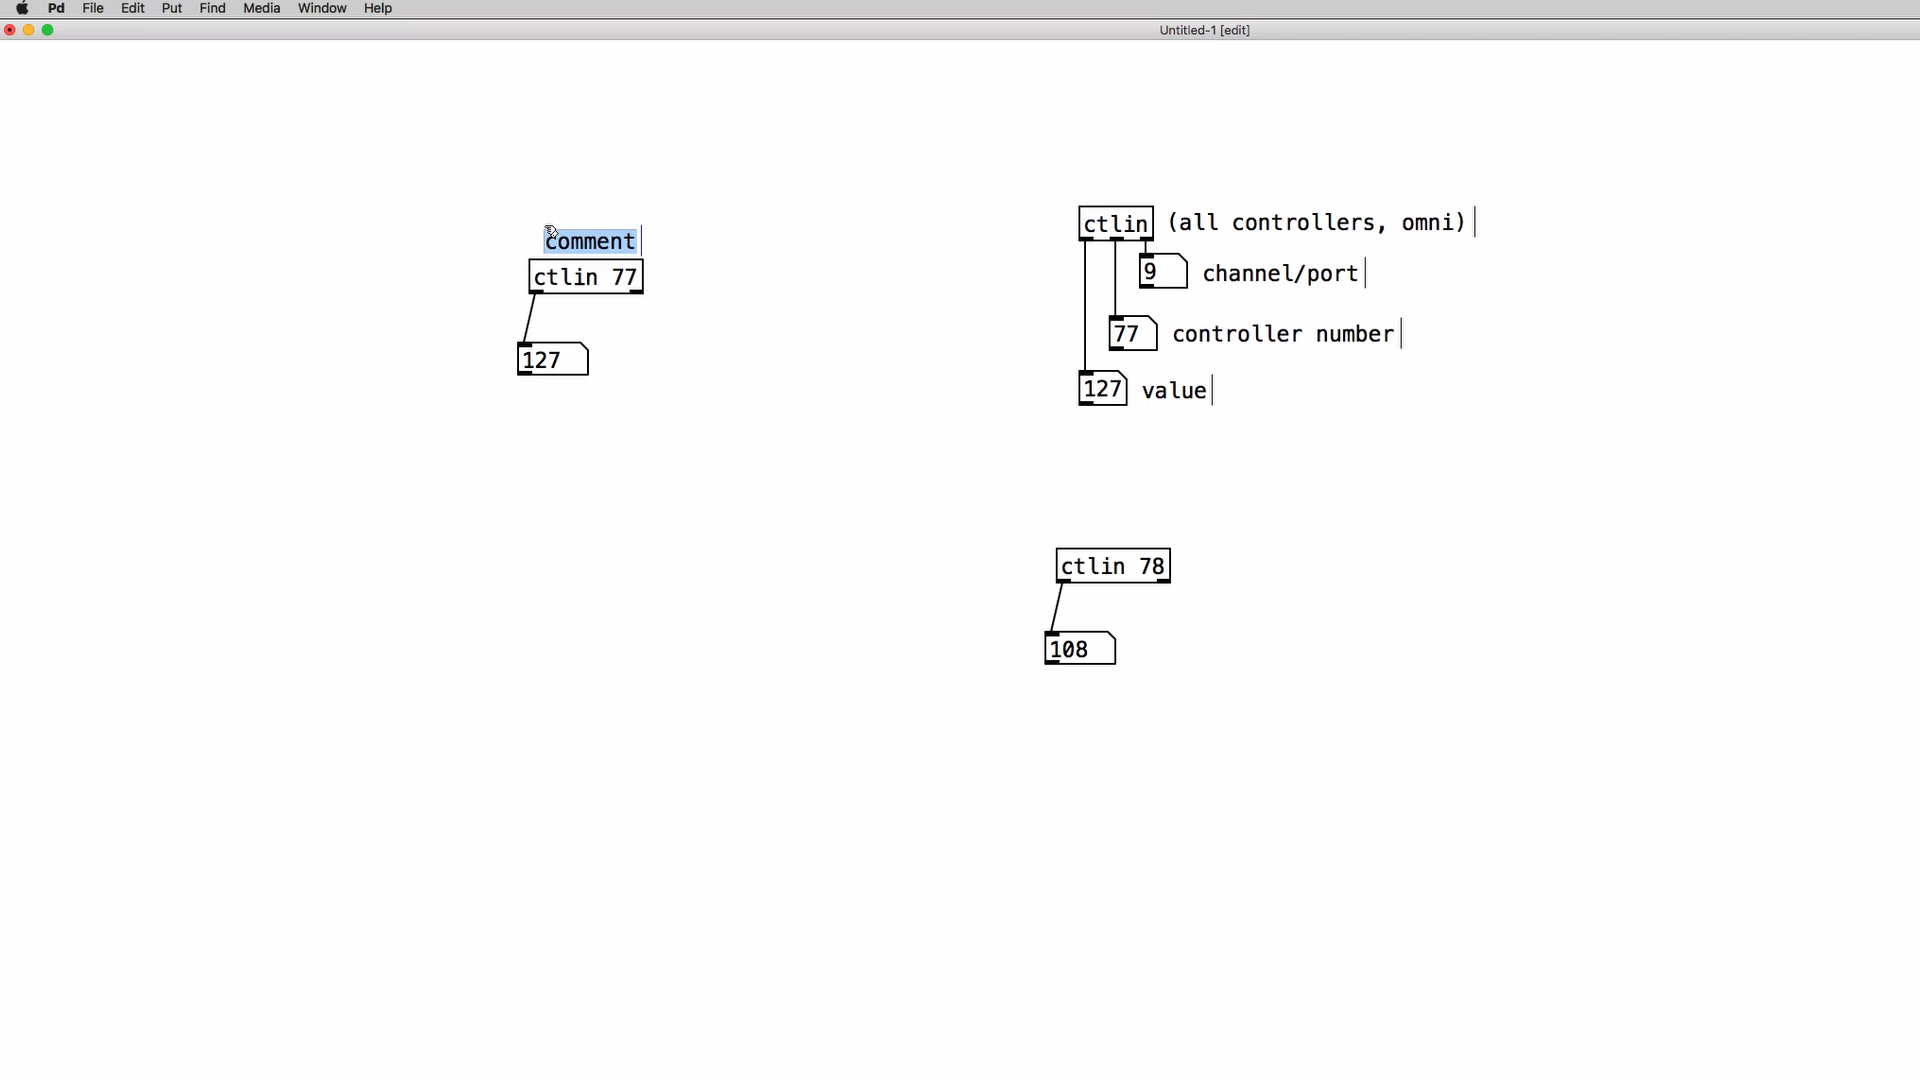 Pd File Edit Put Find Media Window Help
Untitled-1 [edit]
comment
ctlin 77
127
ctlin (all controllers, omni)
9 channel/port
77 controller number
127 value
ctlin 78
108